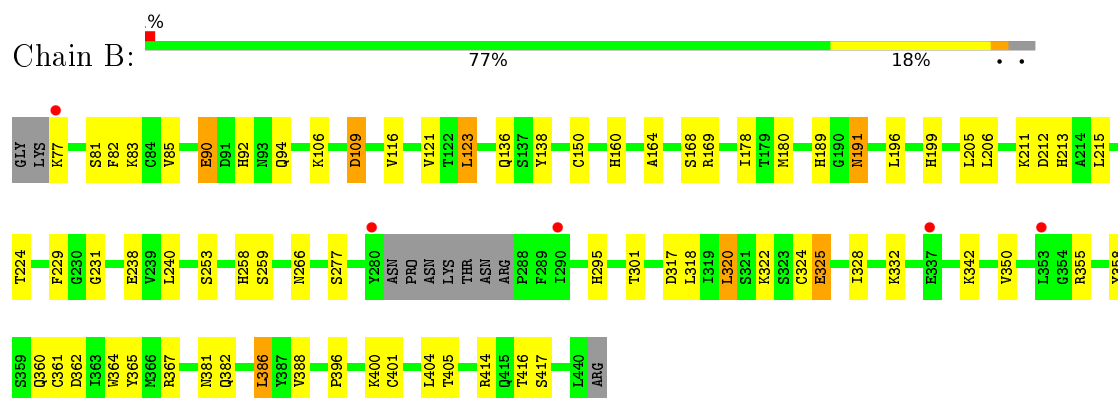 .%
Chain B:
77% 18% . .
GLY LYS K77 S81 F82 K83 C84 V85 E90 D91 H92 N93 Q94 K106 D109 V116 V121 T122 L123 Q136 S137 Y138 C150 H160 A164 S168 R169 I178 T179 M180 H189 G190 N191 L196 H199 L205 L206 K211 D212 H213 A214 L215
T224 F229 G230 G231 E238 V239 L240 S253 H258 S259 N266 S277 Y280 ASN PRO ASN LYS THR ASN ARG P288 F289 I290 H295 T301 D317 L318 I319 L320 S321 K322 S323 C324 E325 I328 K332 E337 K342 V350 L353 G354 R355 Y358
S359 Q360 C361 D362 I363 W364 Y365 M366 R367 N381 Q382 L386 Y387 V388 P396 K400 C401 L404 T405 R414 Q415 T416 S417 L440 ARG